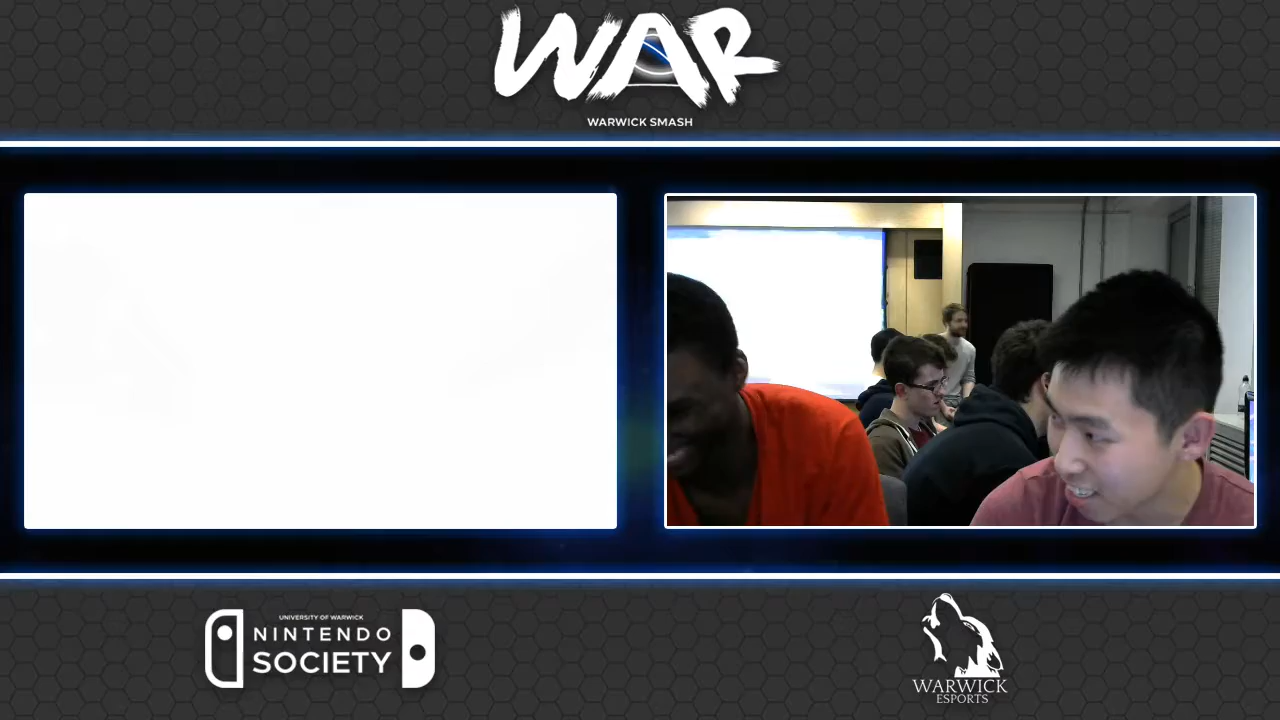 WAR
WARWICK SMASH
UNIVERSITY OF WARWICK
NINTENDO
SOCIETY
WARWICK
ESPORTS